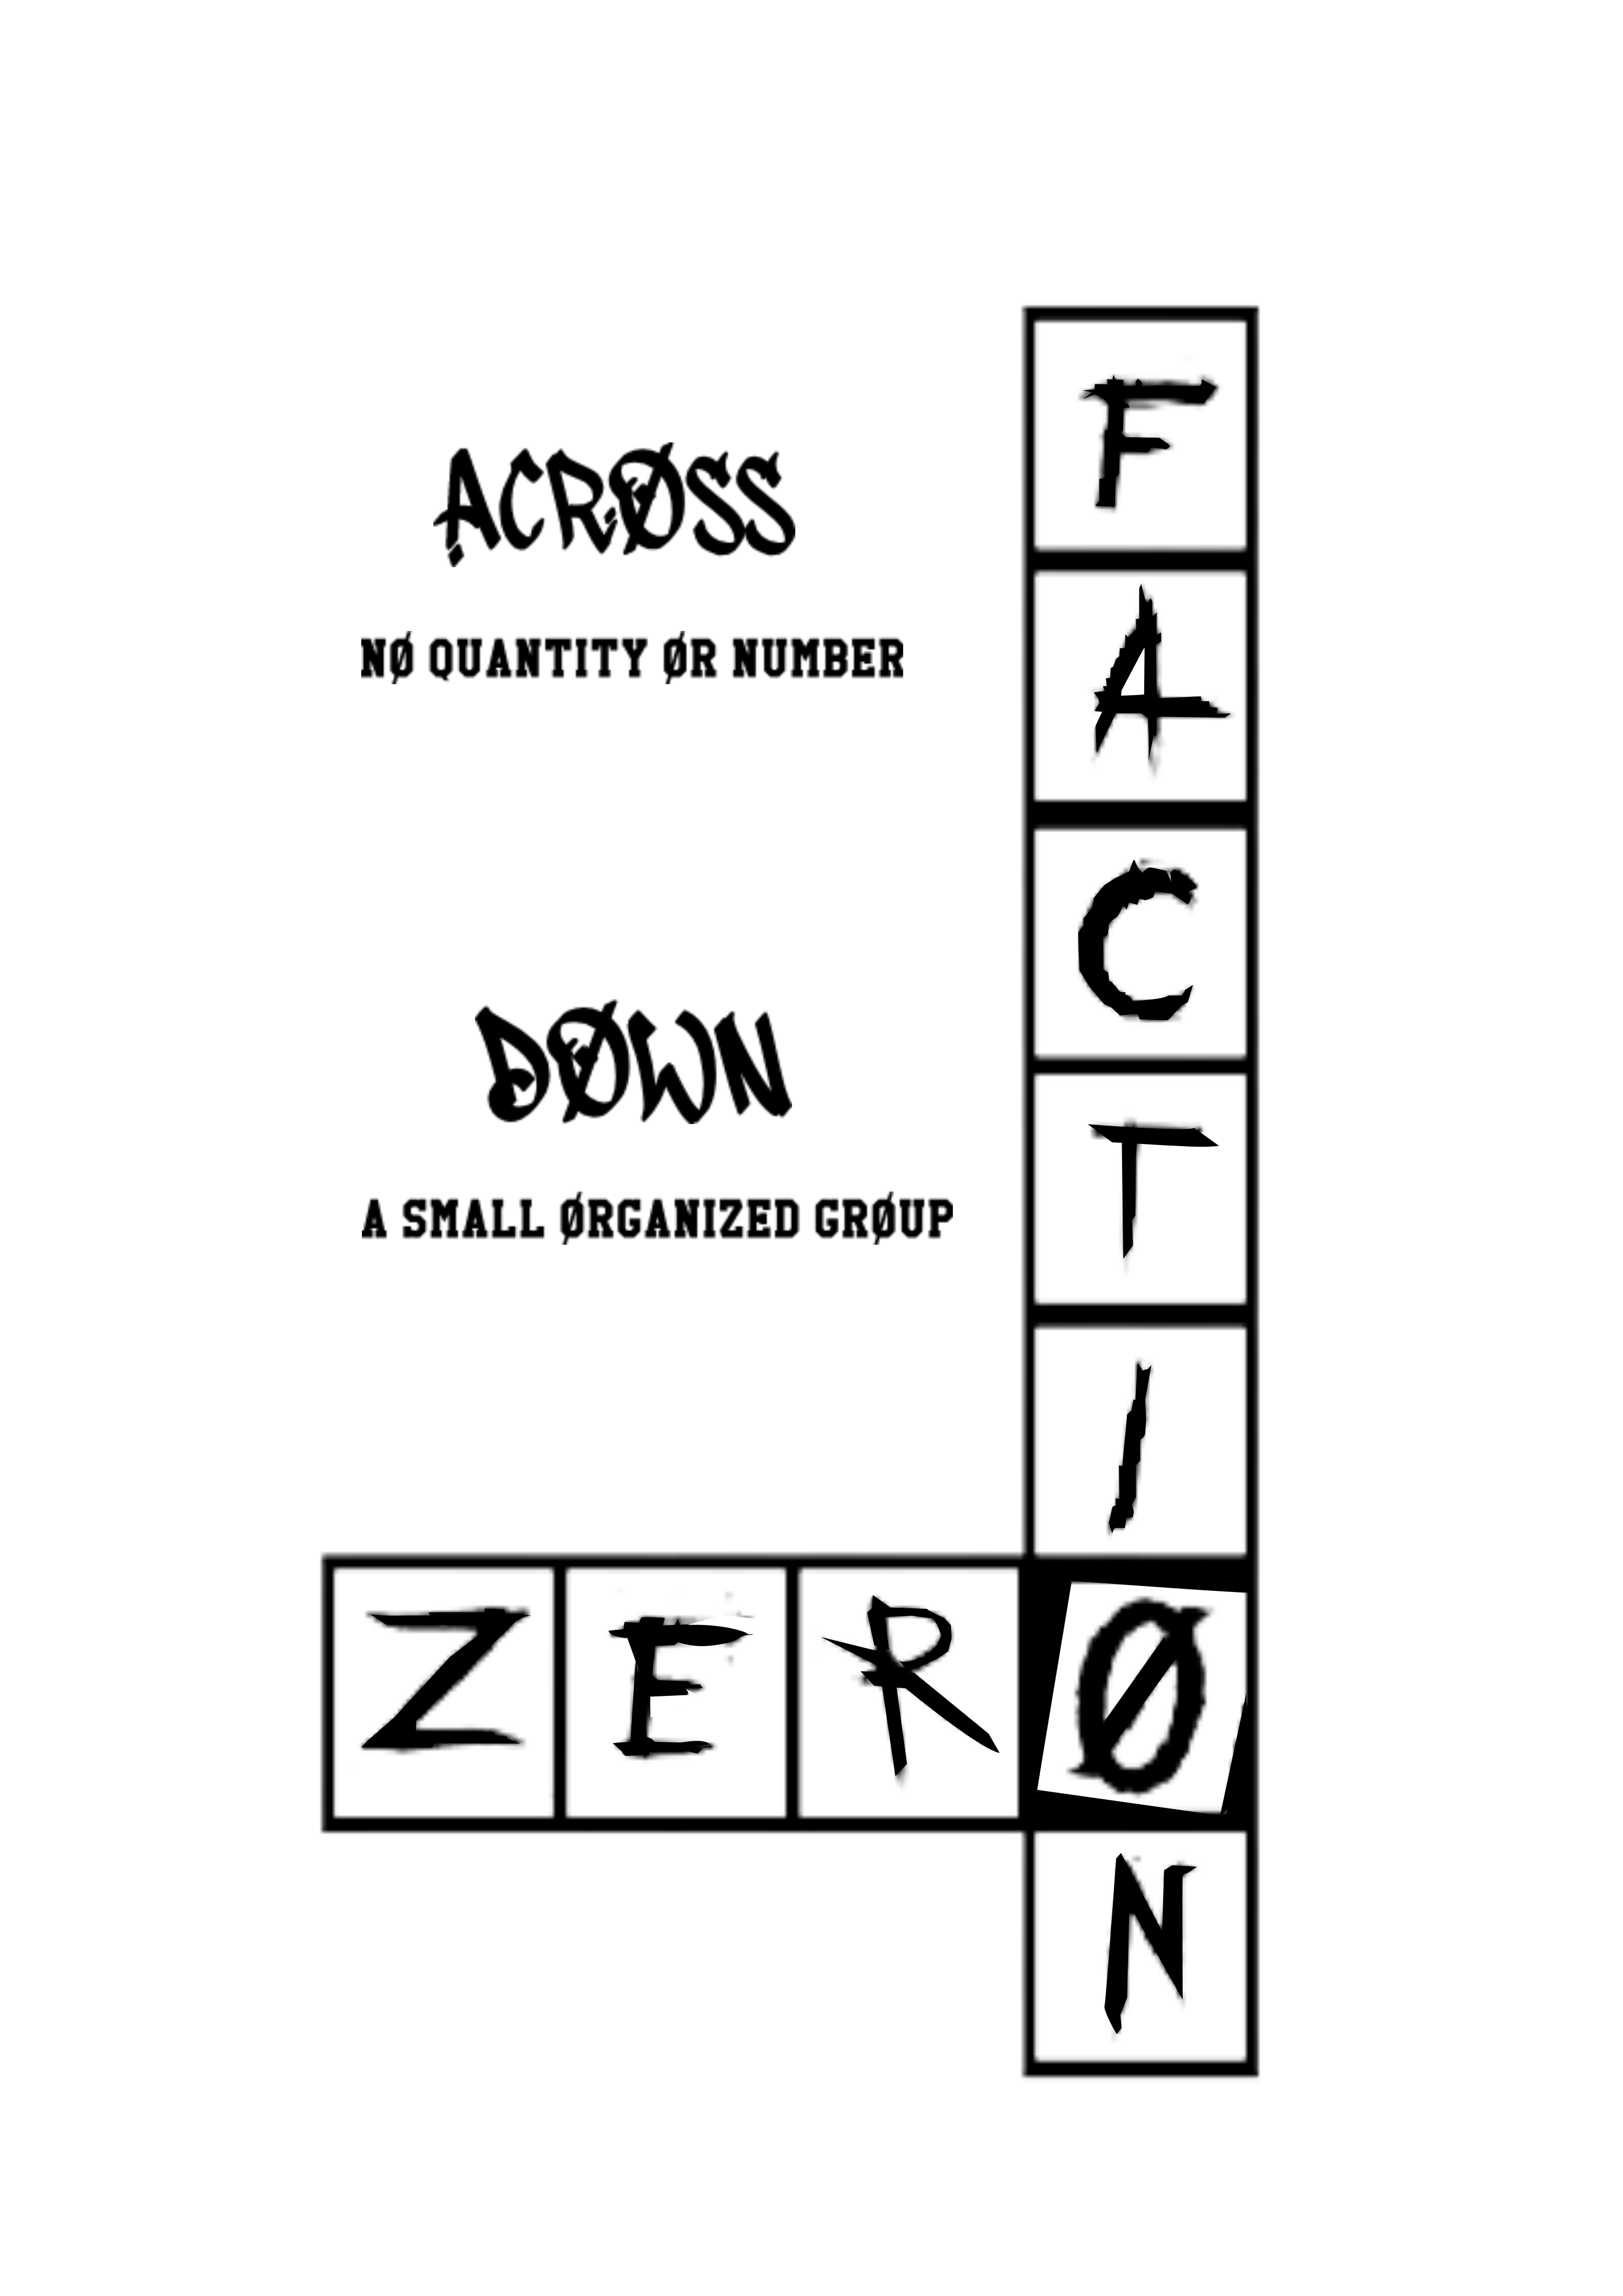 ACRØSS
NØ QUANTITY ØR NUMBER
DØWN
A SMALL ØRGANIZED GRØUP
F
A
C
T
I
ZERØ
N